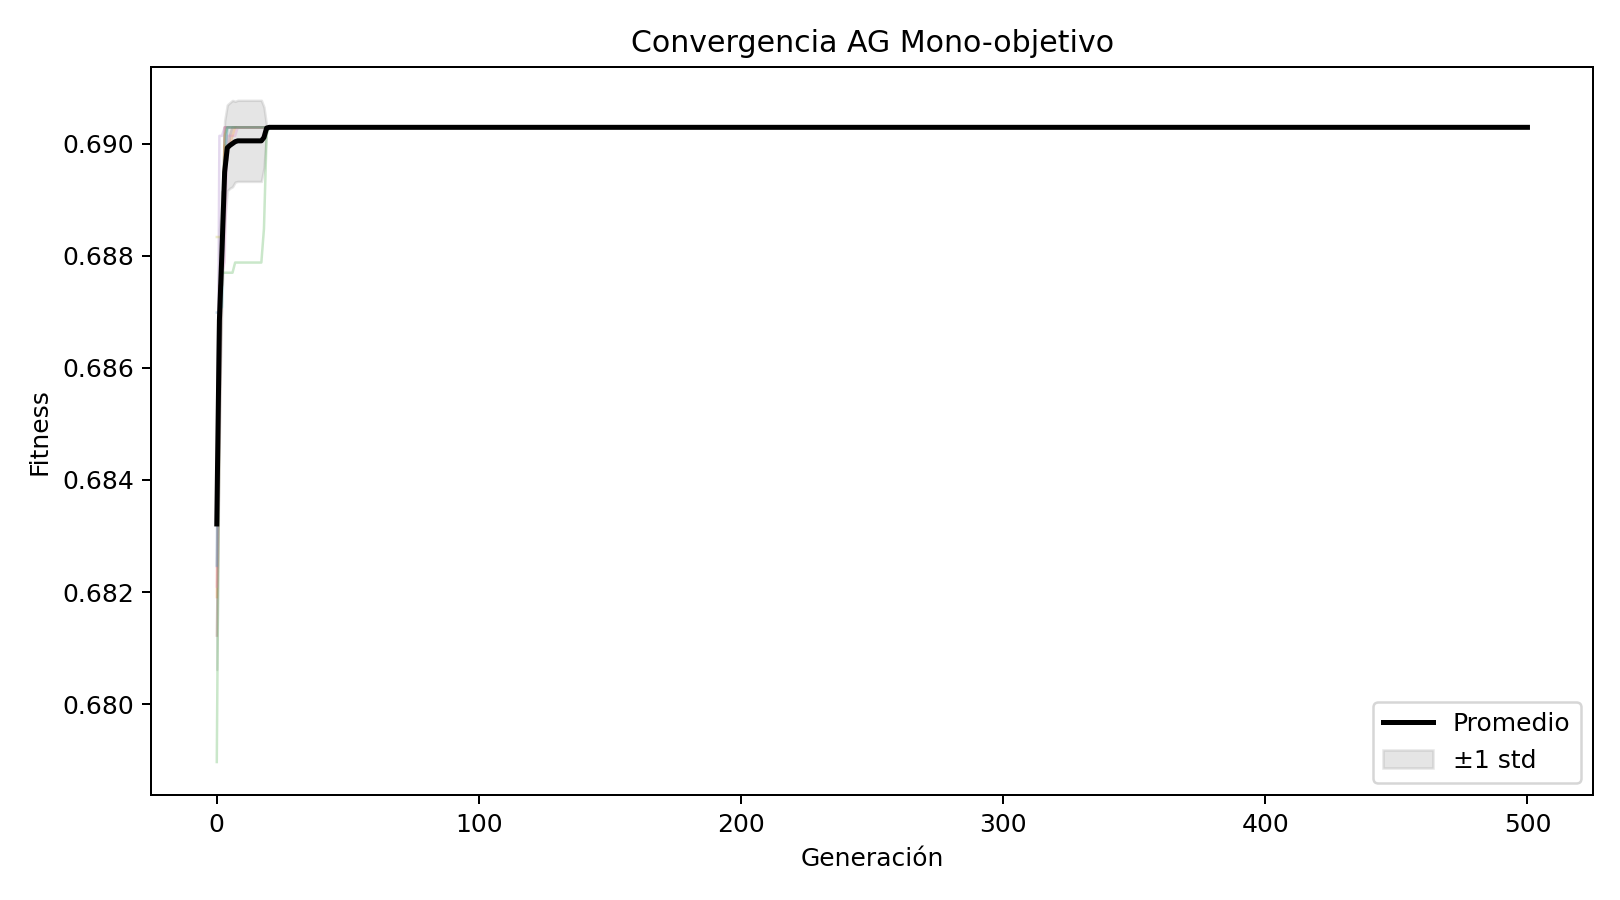 Convergencia AG Mono-objetivo
Fitness
0.690
0.688
0.686
0.684
0.682
0.680
0
100
200
300
400
500
Generación
Promedio
±1 std